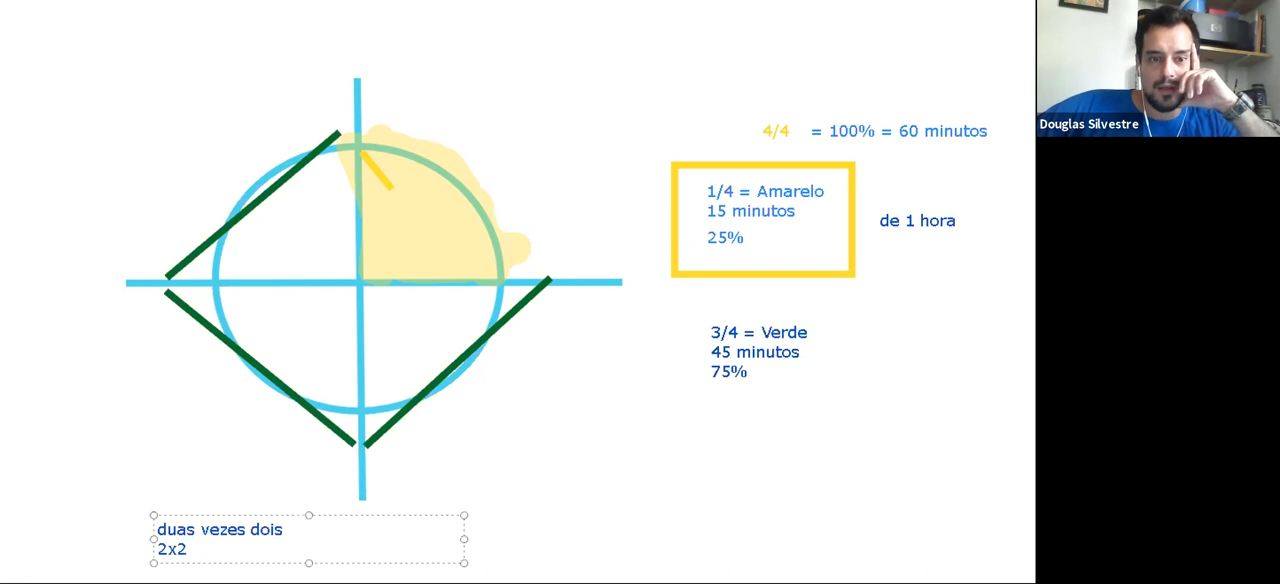 4/4 = 100% = 60 minutos
1/4 = Amarelo
15 minutos
25%
de 1 hora
3/4 = Verde
45 minutos
75%
duas vezes dois
2x2
Douglas Silvestre